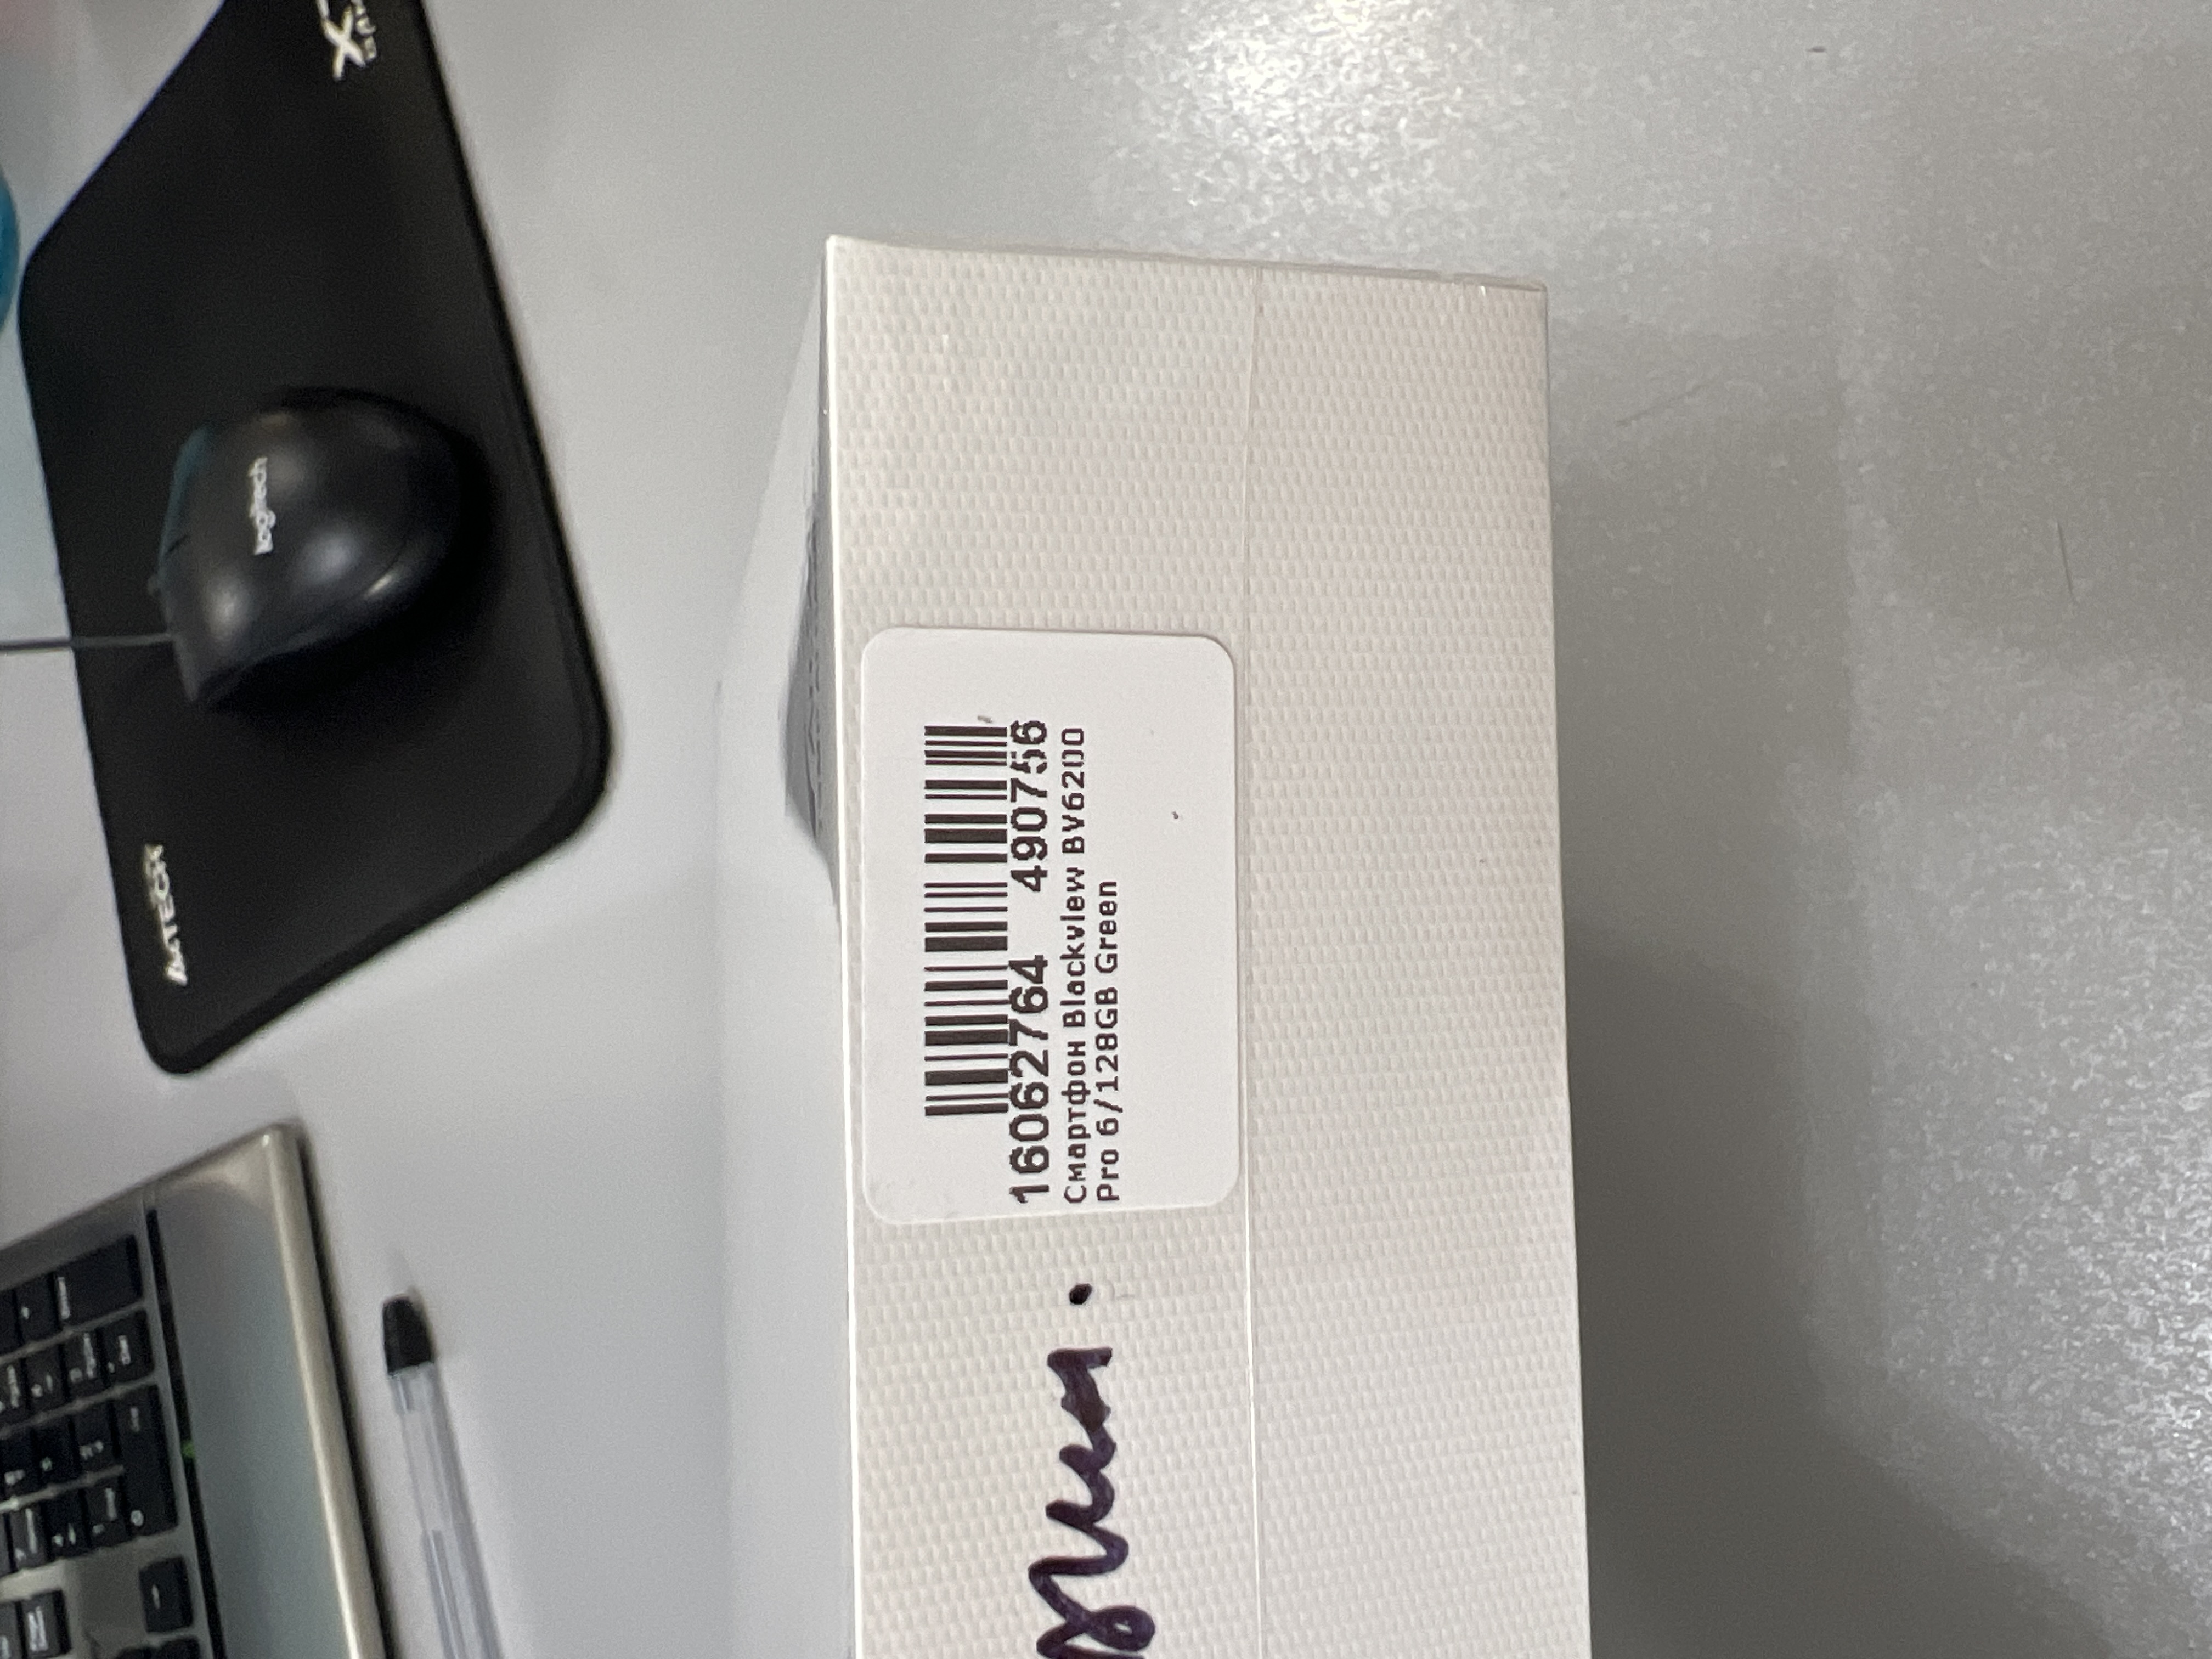 16062764 490756
Смартфон Blackview BV6200
Pro 6/128GB Green
logitech
A4TECH